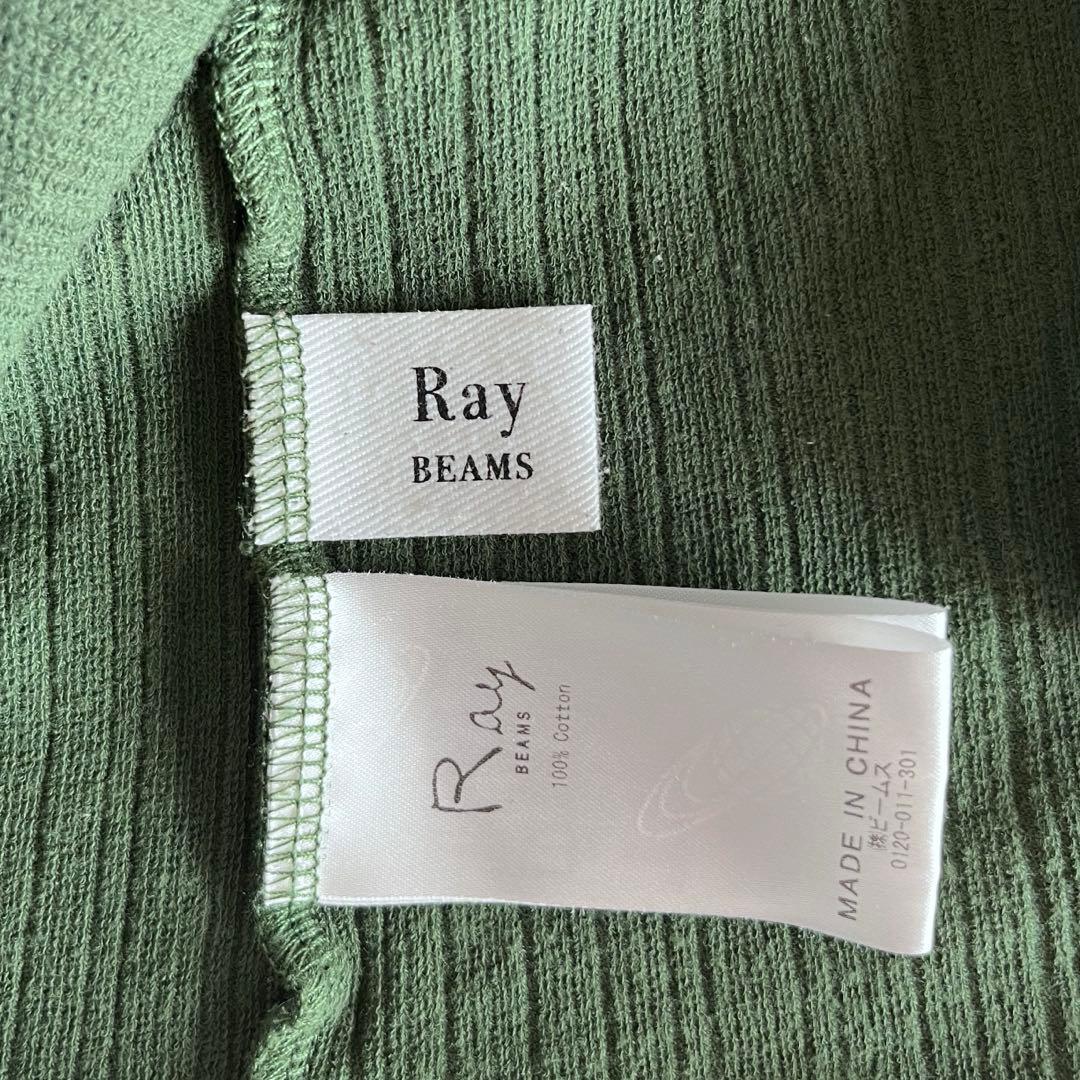 Ray
BEAMS
Ray
BEAMS
100% Cotton
MADE IN CHINA
㈱ビームス
0120-011-301